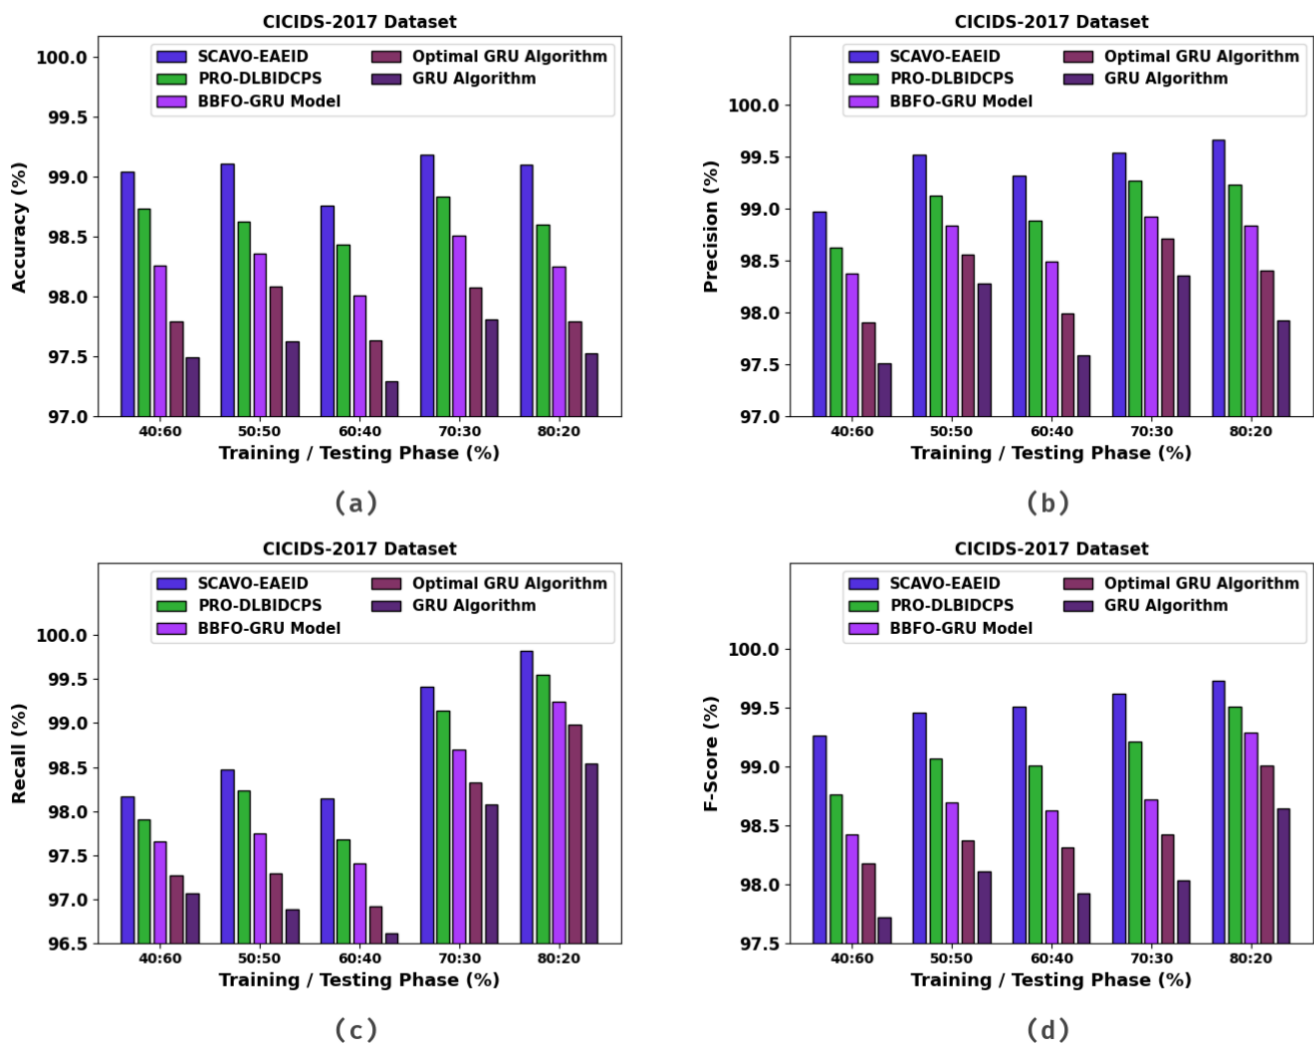 CICIDS-2017 Dataset
SCAVO-EAEID
PRO-DLBIDCPS
BBFO-GRU Model
Optimal GRU Algorithm
GRU Algorithm
Accuracy (%)
100.0
99.5
99.0
98.5
98.0
97.5
97.0
40:60 50:50 60:40 70:30 80:20
Training / Testing Phase (%)
(a)
CICIDS-2017 Dataset
SCAVO-EAEID
PRO-DLBIDCPS
BBFO-GRU Model
Optimal GRU Algorithm
GRU Algorithm
Precision (%)
100.0
99.5
99.0
98.5
98.0
97.5
97.0
40:60 50:50 60:40 70:30 80:20
Training / Testing Phase (%)
(b)
CICIDS-2017 Dataset
SCAVO-EAEID
PRO-DLBIDCPS
BBFO-GRU Model
Optimal GRU Algorithm
GRU Algorithm
Recall (%)
100.0
99.5
99.0
98.5
98.0
97.5
97.0
96.5
40:60 50:50 60:40 70:30 80:20
Training / Testing Phase (%)
(c)
CICIDS-2017 Dataset
SCAVO-EAEID
PRO-DLBIDCPS
BBFO-GRU Model
Optimal GRU Algorithm
GRU Algorithm
F-Score (%)
100.0
99.5
99.0
98.5
98.0
97.5
40:60 50:50 60:40 70:30 80:20
Training / Testing Phase (%)
(d)